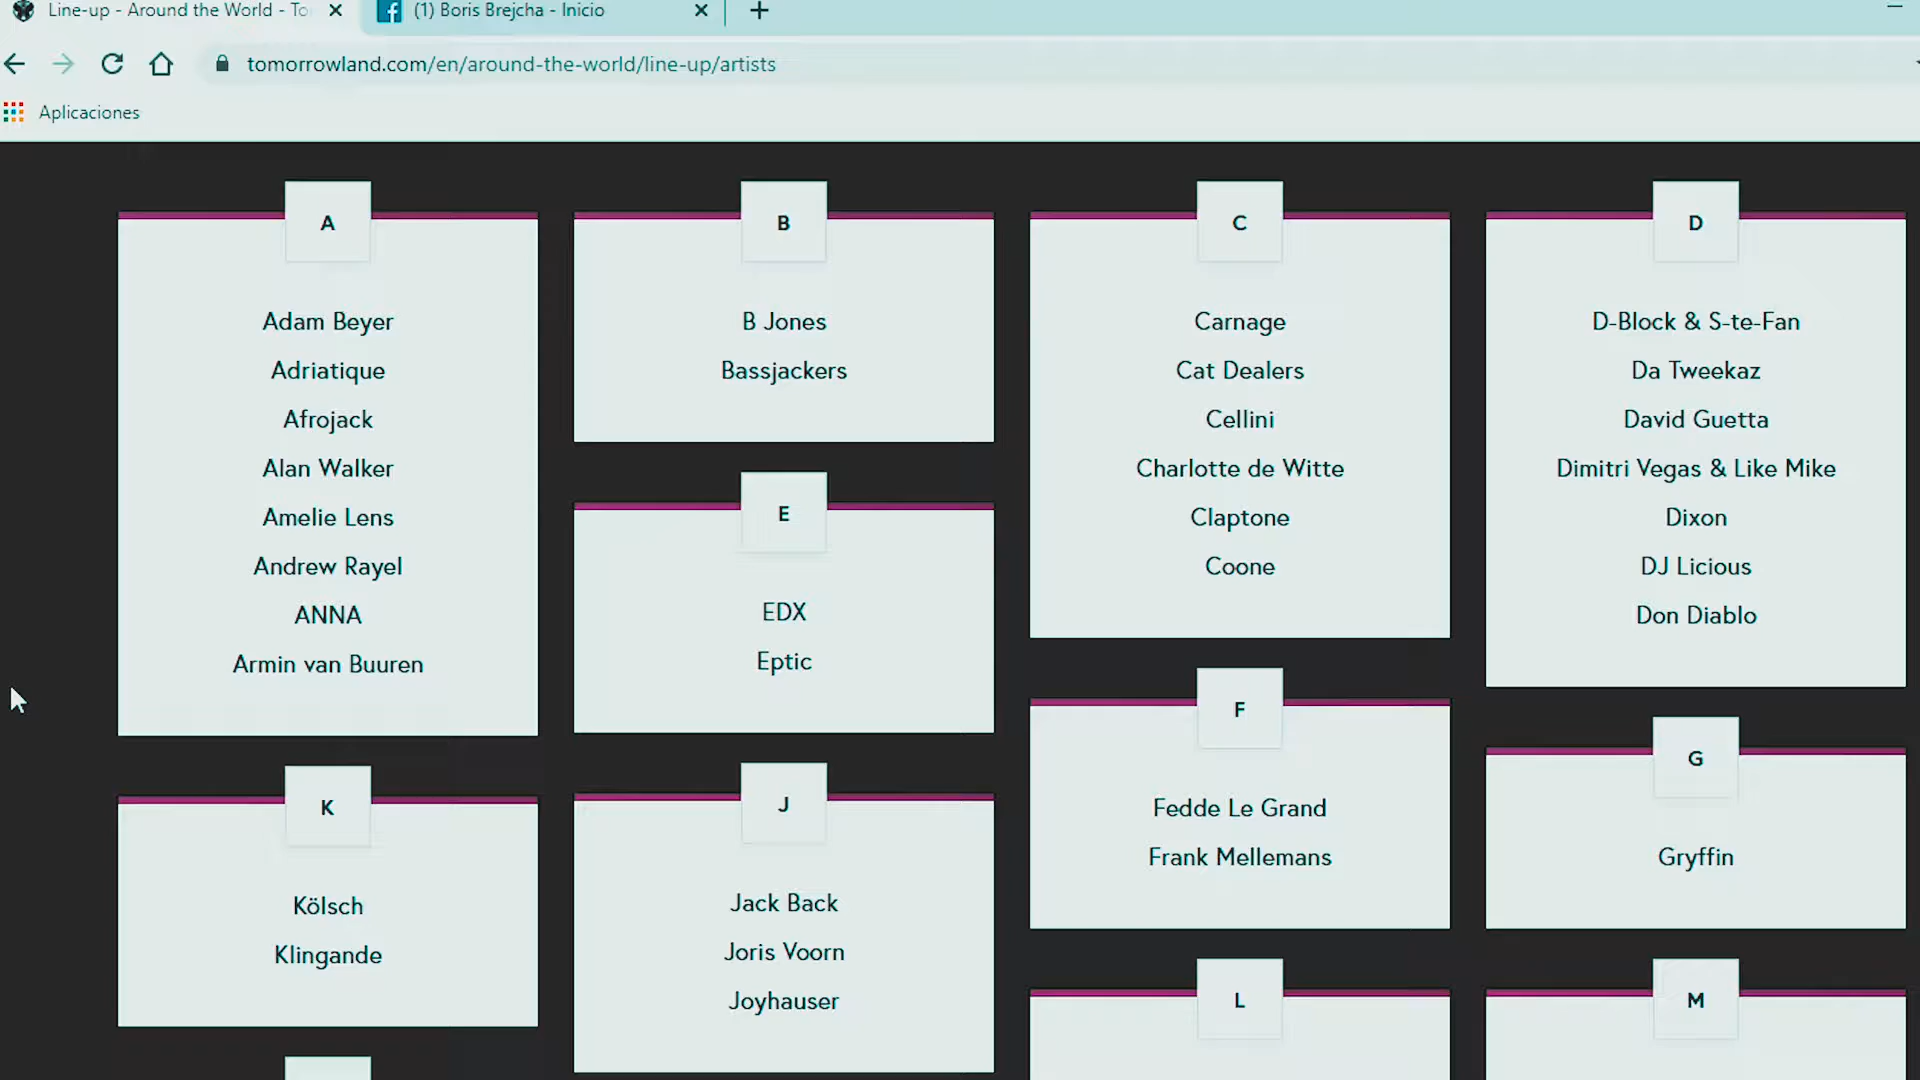 Line-up - Around the World - To
(1) Boris Brejcha - Inicio
tomorrowland.com/en/around-the-world/line-up/artists
Aplicaciones
A
Adam Beyer
Adriatique
Afrojack
Alan Walker
Amelie Lens
Andrew Rayel
ANNA
Armin van Buuren
B
B Jones
Bassjackers
C
Carnage
Cat Dealers
Cellini
Charlotte de Witte
Claptone
Coone
D
D-Block & S-te-Fan
Da Tweekaz
David Guetta
Dimitri Vegas & Like Mike
Dixon
DJ Licious
Don Diablo
E
EDX
Eptic
F
Fedde Le Grand
Frank Mellemans
G
Gryffin
K
Kölsch
Klingande
J
Jack Back
Joris Voorn
Joyhauser
L
M